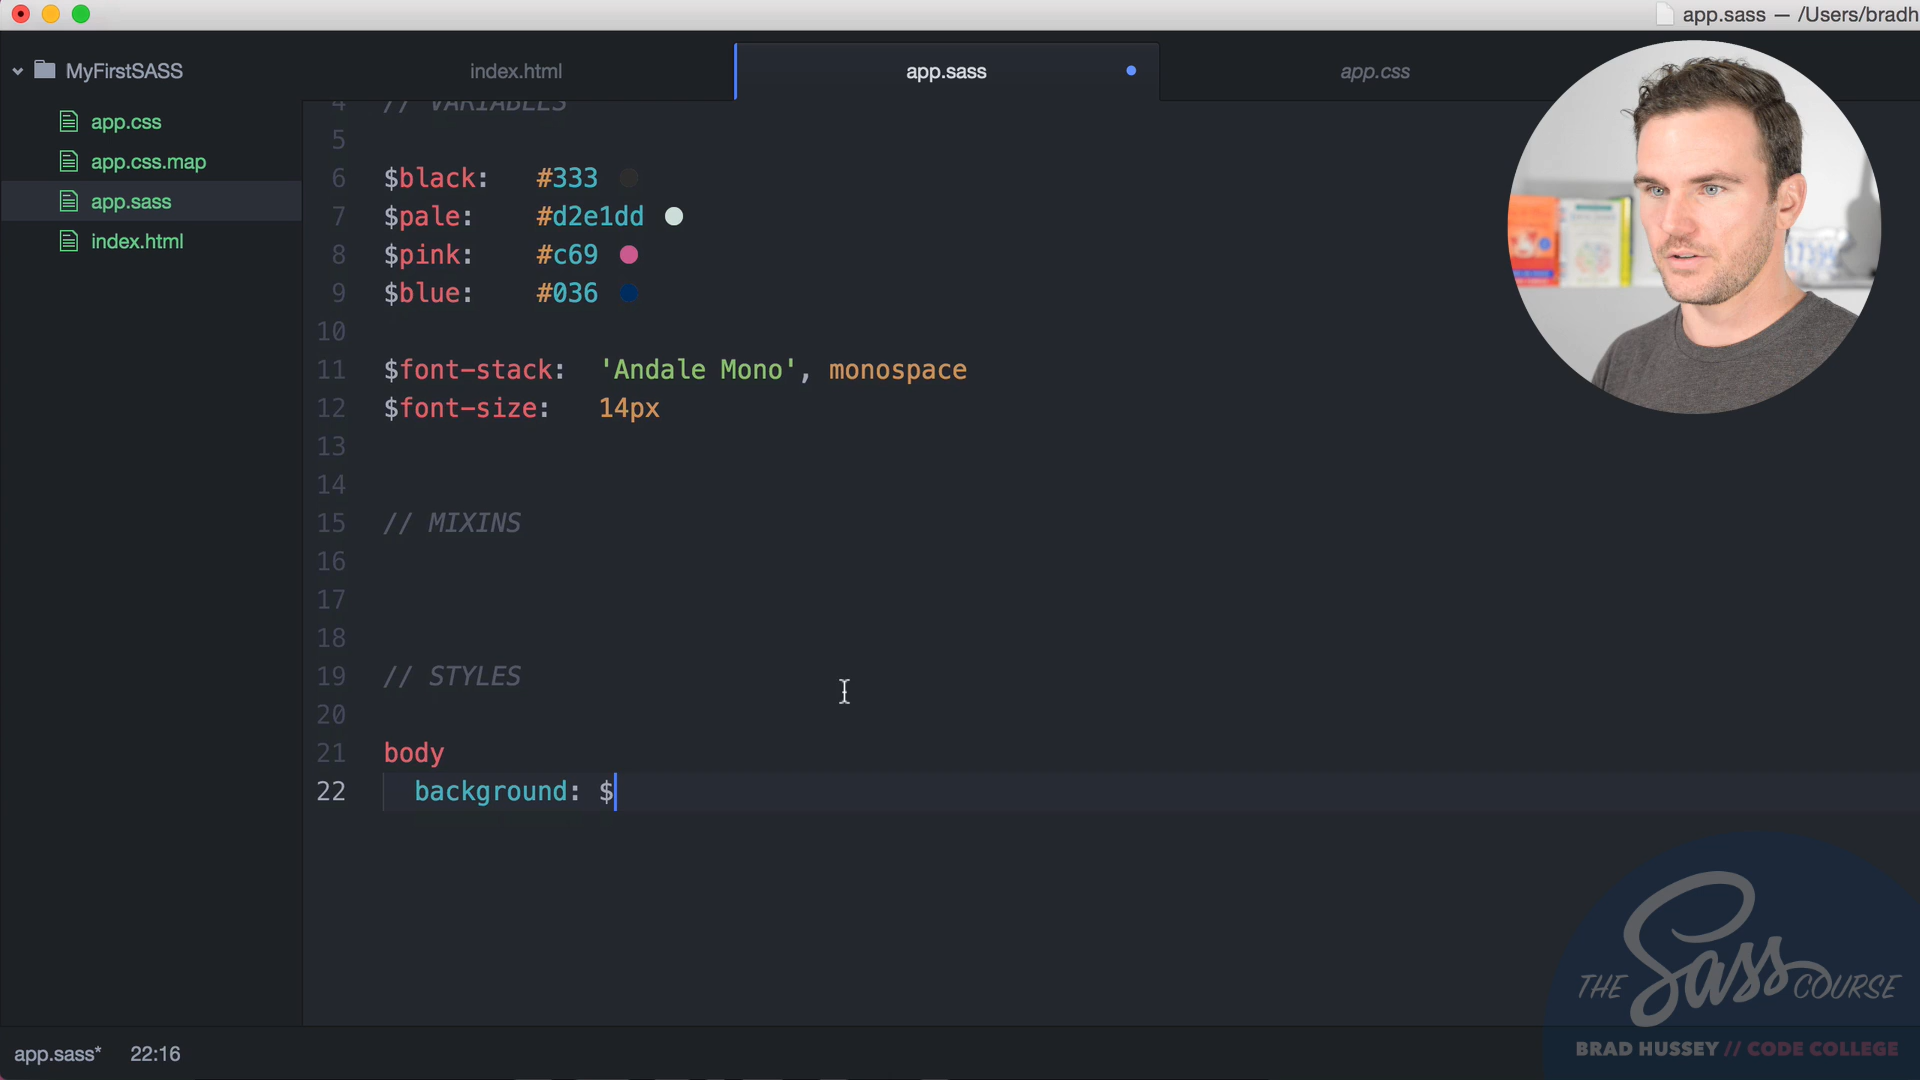 app.sass — /Users/bradh
MyFirstSASS
app.css
app.css.map
app.sass
index.html
index.html
app.sass
app.css
4 // VARIABLES
5
6 $black: #333
7 $pale: #d2e1dd
8 $pink: #c69
9 $blue: #036
10
11 $font-stack: 'Andale Mono', monospace
12 $font-size: 14px
13
14
15 // MIXINS
16
17
18
19 // STYLES
20
21 body
22 background: $
THE Sass COURSE
BRAD HUSSEY // CODE COLLEGE
app.sass* 22:16